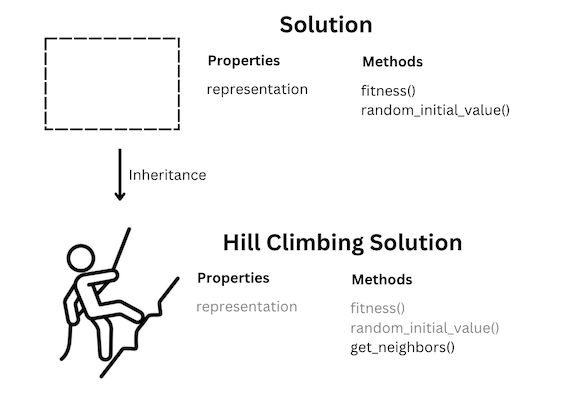 Solution
Properties
Methods
representation
fitness()
random_initial_value()
Inheritance
Hill Climbing Solution
Properties
Methods
representation
fitness()
random_initial_value()
get_neighbors()